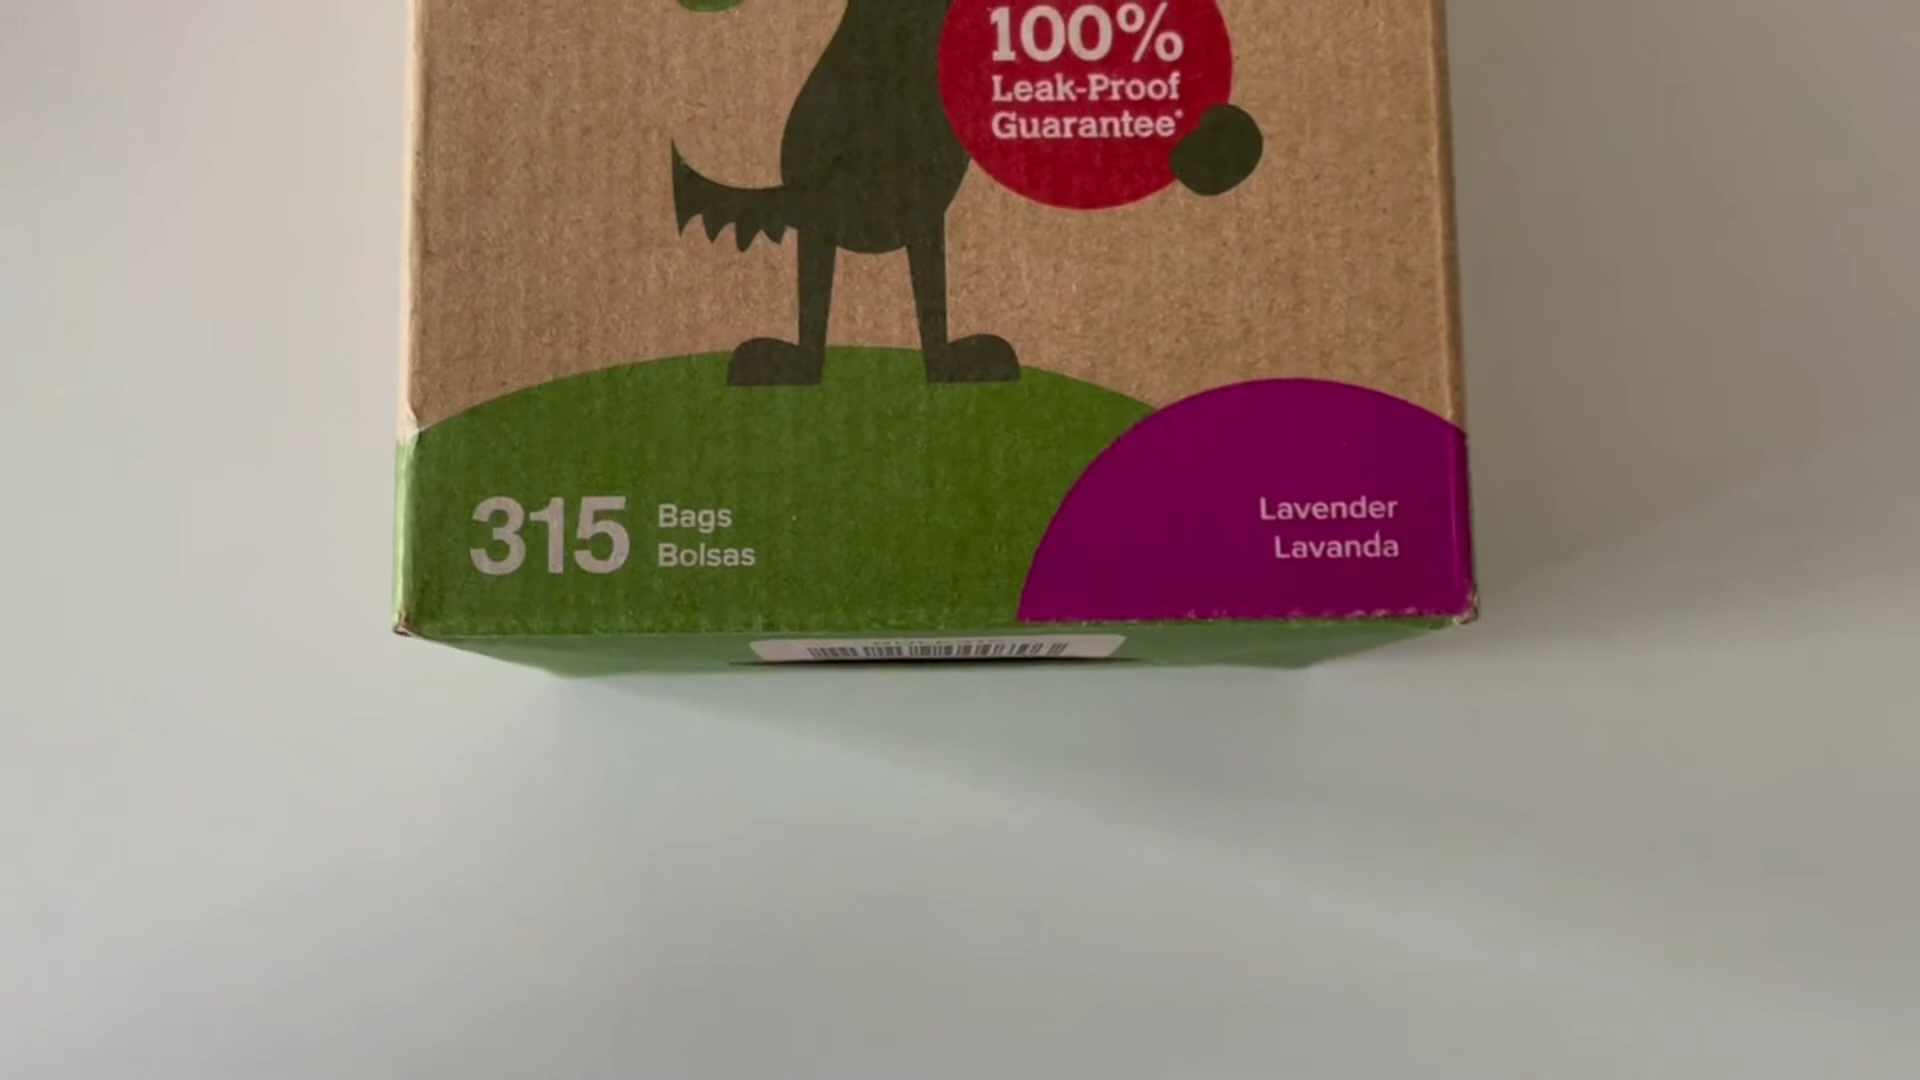 100%
Leak-Proof
Guarantee*
315 Bags
Bolsas
Lavender
Lavanda